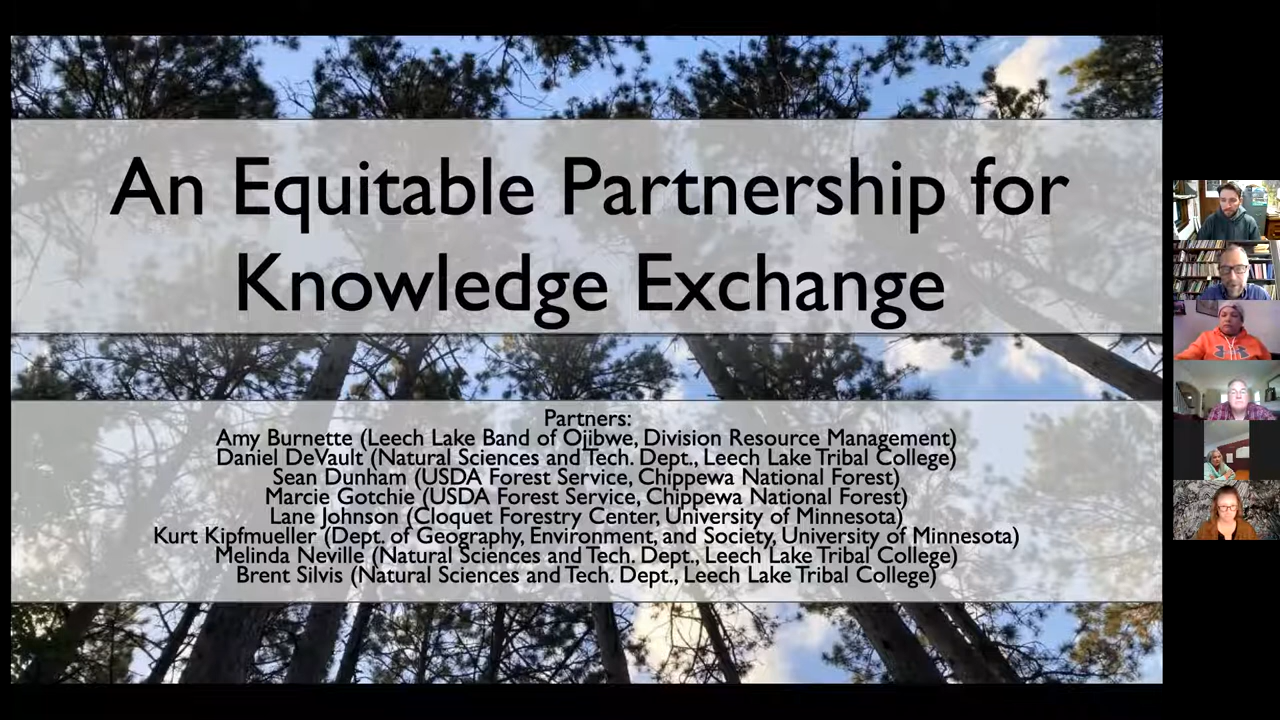 An Equitable Partnership for
Knowledge Exchange
Partners:
Amy Burnette (Leech Lake Band of Ojibwe, Division Resource Management)
Daniel DeVault (Natural Sciences and Tech. Dept., Leech Lake Tribal College)
Sean Dunham (USDA Forest Service, Chippewa National Forest)
Marcie Gotchie (USDA Forest Service, Chippewa National Forest)
Lane Johnson (Cloquet Forestry Center, University of Minnesota)
Kurt Kipfmueller (Dept. of Geography, Environment, and Society, University of Minnesota)
Melinda Neville (Natural Sciences and Tech. Dept., Leech Lake Tribal College)
Brent Silvis (Natural Sciences and Tech. Dept., Leech Lake Tribal College)